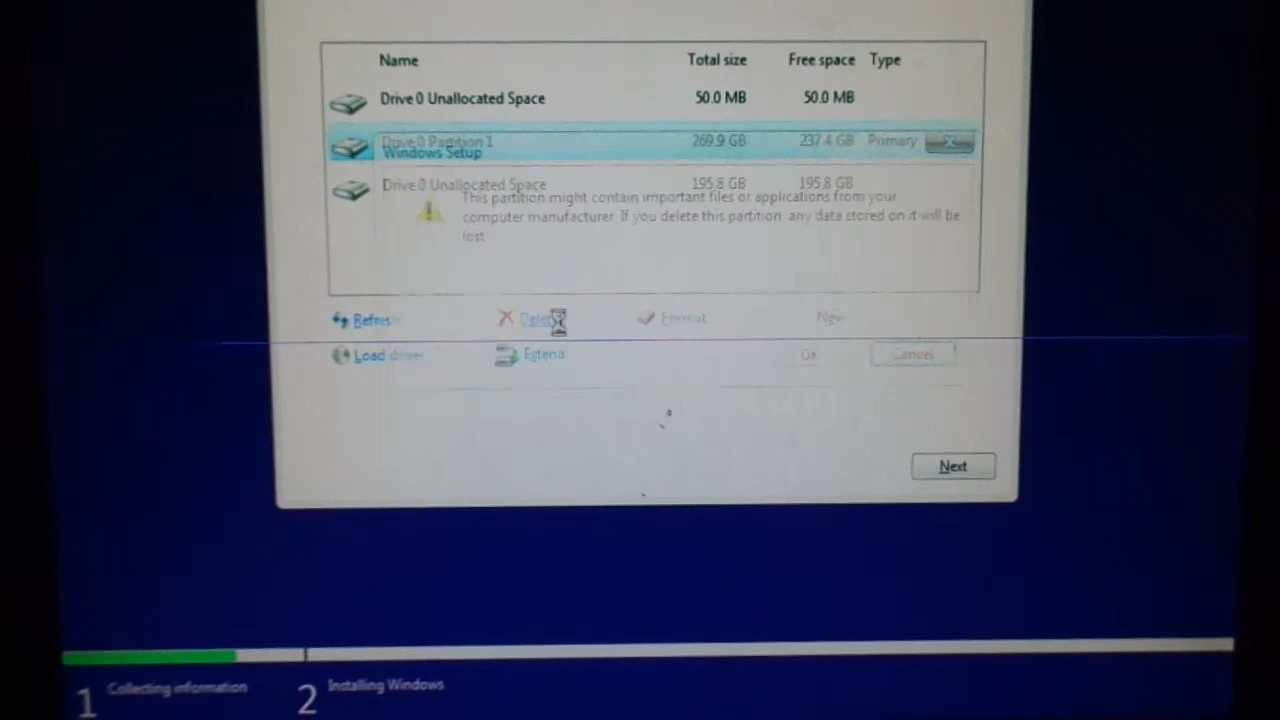 Name Total size Free space Type
Drive 0 Unallocated Space 50.0 MB 50.0 MB
Drive 0 Partition 1 269.9 GB 237.4 GB Primary X
Windows Setup
Drive 0 Unallocated Space 195.8 GB 195.8 GB
This partition might contain important files or applications from your
computer manufacturer. If you delete this partition, any data stored on it will be
lost.
Refresh Delete Format New
Load driver Extend OK Cancel
Next
1 Collecting information 2 Installing Windows